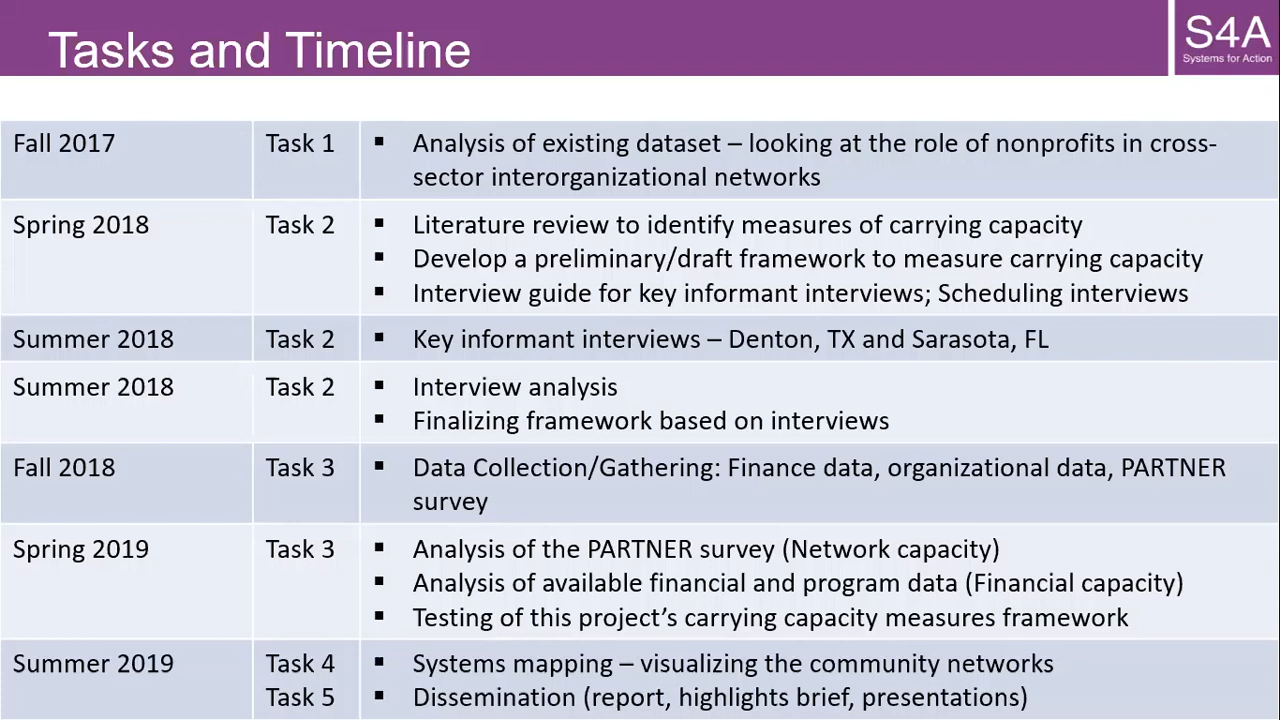 Tasks and Timeline
S4A
Systems for Action
Fall 2017
Task 1
▪ Analysis of existing dataset – looking at the role of nonprofits in cross-
sector interorganizational networks
Spring 2018
Task 2
▪ Literature review to identify measures of carrying capacity
▪ Develop a preliminary/draft framework to measure carrying capacity
▪ Interview guide for key informant interviews; Scheduling interviews
Summer 2018
Task 2
▪ Key informant interviews – Denton, TX and Sarasota, FL
Summer 2018
Task 2
▪ Interview analysis
▪ Finalizing framework based on interviews
Fall 2018
Task 3
▪ Data Collection/Gathering: Finance data, organizational data, PARTNER
survey
Spring 2019
Task 3
▪ Analysis of the PARTNER survey (Network capacity)
▪ Analysis of available financial and program data (Financial capacity)
▪ Testing of this project’s carrying capacity measures framework
Summer 2019
Task 4
▪ Systems mapping – visualizing the community networks
Task 5
▪ Dissemination (report, highlights brief, presentations)